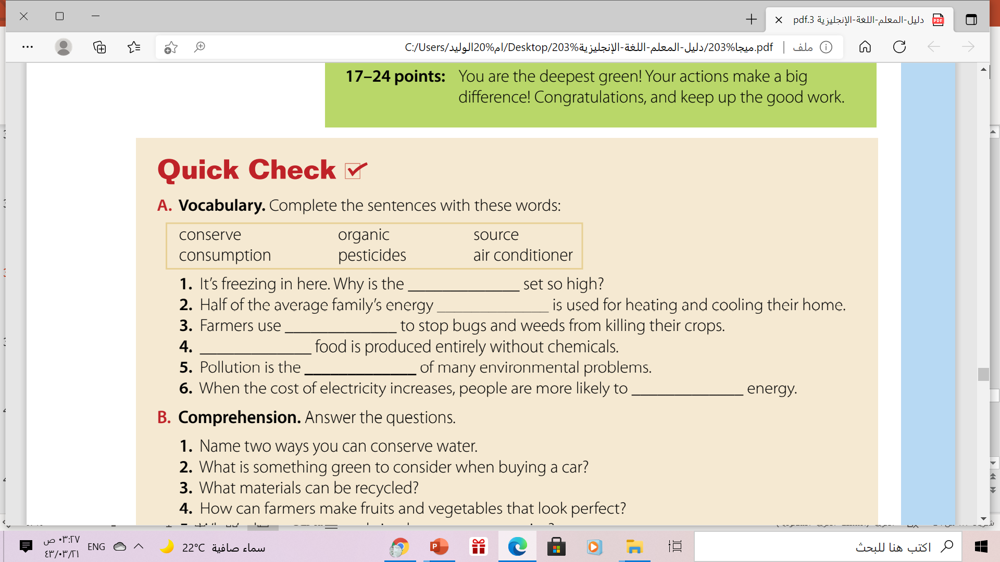 دليل-المعلم-اللغة-الإنجليزية 3.pdf
C:/Users/ام%20الوليد/Desktop/ميجا%203/دليل-المعلم-اللغة-الإنجليزية%203.pdf
ملف
17–24 points: You are the deepest green! Your actions make a big
difference! Congratulations, and keep up the good work.
Quick Check
A. Vocabulary. Complete the sentences with these words:
conserve organic source
consumption pesticides air conditioner
1. It's freezing in here. Why is the ______________ set so high?
2. Half of the average family's energy ______________ is used for heating and cooling their home.
3. Farmers use ______________ to stop bugs and weeds from killing their crops.
4. ______________ food is produced entirely without chemicals.
5. Pollution is the ______________ of many environmental problems.
6. When the cost of electricity increases, people are more likely to ______________ energy.
B. Comprehension. Answer the questions.
1. Name two ways you can conserve water.
2. What is something green to consider when buying a car?
3. What materials can be recycled?
4. How can farmers make fruits and vegetables that look perfect?
٠٣:٢٧ ص
٤٣/٠٣/٢١
ENG
22°C سماء صافية
اكتب هنا للبحث